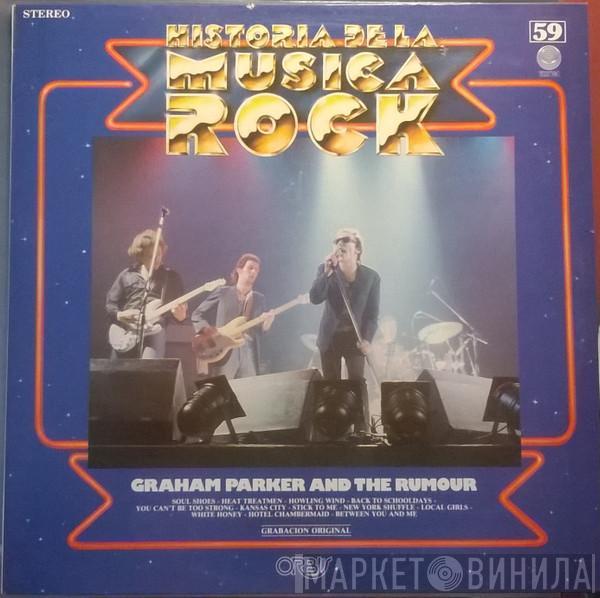 STEREO
HISTORIA DE LA
MUSICA
ROCK
59
GRAHAM PARKER AND THE RUMOUR
SOUL SHOES - HEAT TREATMEN - HOWLING WIND - BACK TO SCHOOLDAYS -
YOU CAN'T BE TOO STRONG - KANSAS CITY - STICK TO ME - NEW YORK SHUFFLE - LOCAL GIRLS -
WHITE HONEY - HOTEL CHAMBERMAID - BETWEEN YOU AND ME
GRABACION ORIGINAL
ORBIS
МАРКЕТ ВИНИЛА